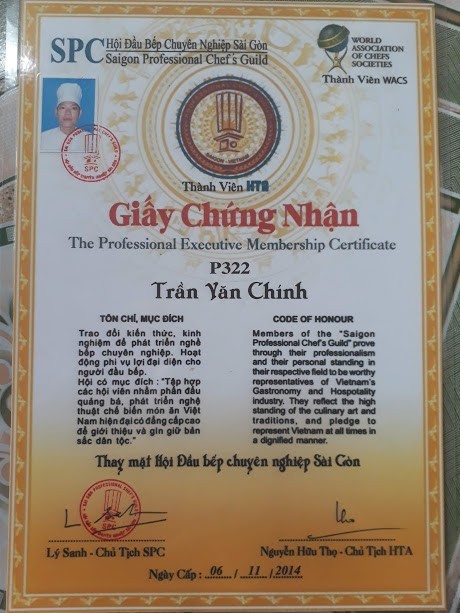 SPC Hội Đầu Bếp Chuyên Nghiệp Sài Gòn
Saigon Professional Chef's Guild
WORLD
ASSOCIATION
OF CHEFS
SOCIETIES
Thành Viên WACS
SAIGON - VIETNAM
SPC
Thành Viên HTA
Giấy Chứng Nhận
The Professional Executive Membership Certificate
P322
Trần Văn Chính
TÔN CHỈ, MỤC ĐÍCH
Trao đổi kiến thức, kinh
nghiệm để phát triển nghề
bếp chuyên nghiệp. Hoạt
động phi vụ lợi đại diện cho
người đầu bếp.
Hội có mục đích : "Tập hợp
các hội viên nhằm phấn đấu
quảng bá, phát triển nghệ
thuật chế biến món ăn Việt
Nam hiện đại có đẳng cấp cao
để giới thiệu và gìn giữ bản
sắc dân tộc."
CODE OF HONOUR
Members of the "Saigon
Professional Chef's Guild" prove
through their professionalism
and their personal standing in
their respective field to be worthy
representatives of Vietnam's
Gastronomy and Hospotality
industry. They reflect the high
standing of the culinary art and
traditions, and pledge to
represent Vietnam at all times in
a dignified manner.
Thay mặt Hội Đầu bếp chuyên nghiệp Sài Gòn
SPC
Lý Sanh - Chủ Tịch SPC
Nguyễn Hữu Thọ - Chủ Tịch HTA
Ngày Cấp : 06 / 11 / 2014